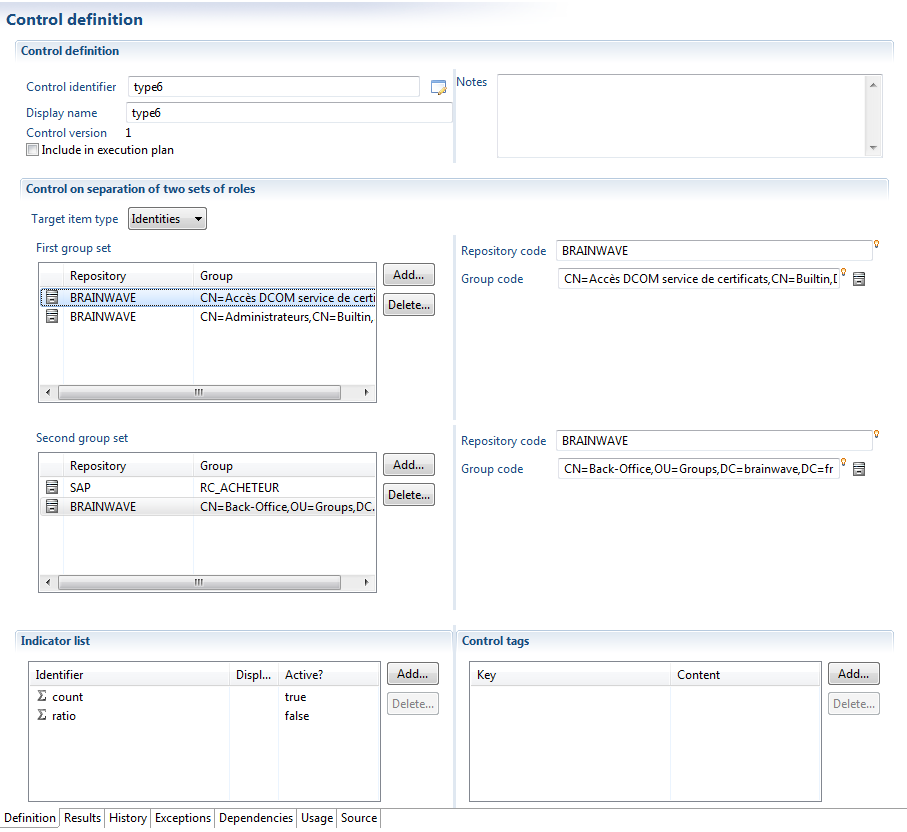 Control definition
Control definition
Control identifier type6
Display name type6
Control version 1
Include in execution plan
Notes
Control on separation of two sets of roles
Target item type Identities
First group set
Repository Group
BRAINWAVE CN=Accès DCOM service de certi
BRAINWAVE CN=Administrateurs,CN=Builtin,
Add...
Delete...
Repository code BRAINWAVE
Group code CN=Accès DCOM service de certificats,CN=Builtin,D
Second group set
Repository Group
SAP RC_ACHETEUR
BRAINWAVE CN=Back-Office,OU=Groups,DC.
Add...
Delete...
Repository code BRAINWAVE
Group code CN=Back-Office,OU=Groups,DC=brainwave,DC=fr
Indicator list
Identifier Displ... Active?
Σ count true
Σ ratio false
Add...
Delete...
Control tags
Key Content
Add...
Delete...
Definition Results History Exceptions Dependencies Usage Source